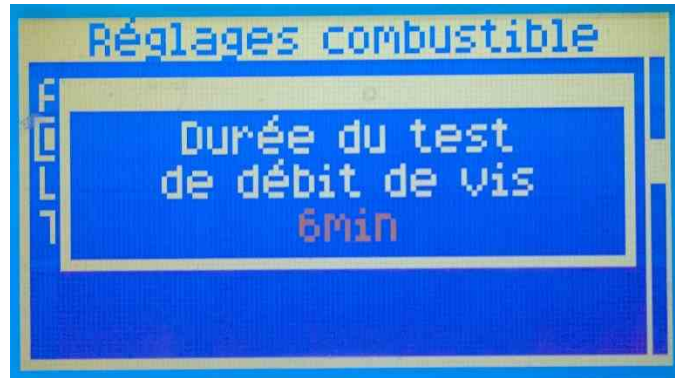 Réglages combustible
Durée du test
de débit de vis
6min